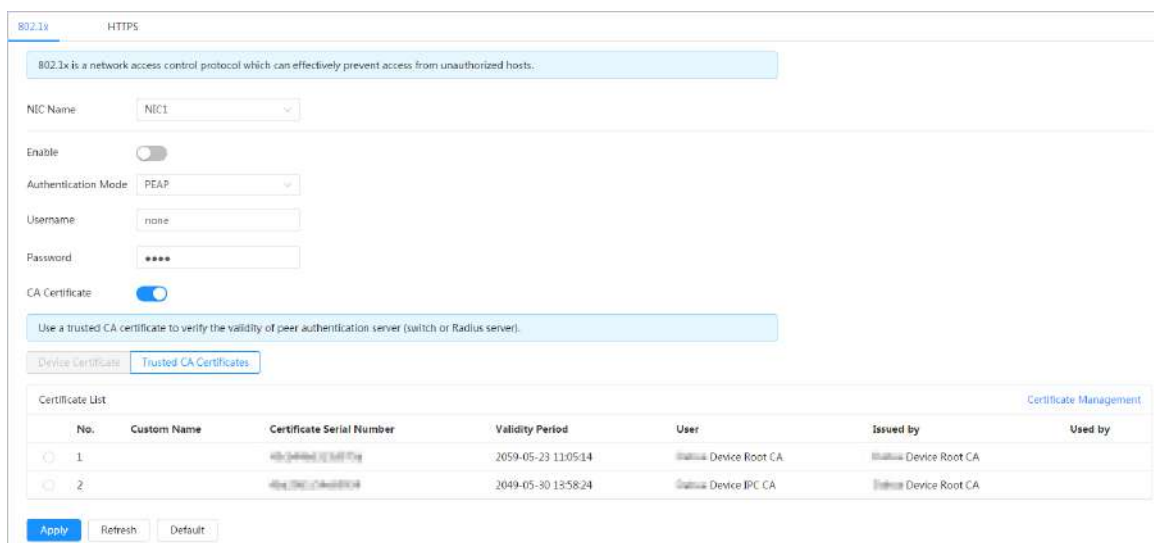 802.1x HTTPS
802.1x is a network access control protocol which can effectively prevent access from unauthorized hosts.
NIC Name NIC1
Enable
Authentication Mode PEAP
Username none
Password ••••
CA Certificate
Use a trusted CA certificate to verify the validity of peer authentication server (switch or Radius server).
Device Certificate Trusted CA Certificates
Certificate List Certificate Management
No. Custom Name Certificate Serial Number Validity Period User Issued by Used by
1 2059-05-23 11:05:14 Device Root CA Device Root CA
2 2049-05-30 13:58:24 Device IPC CA Device Root CA
Apply Refresh Default